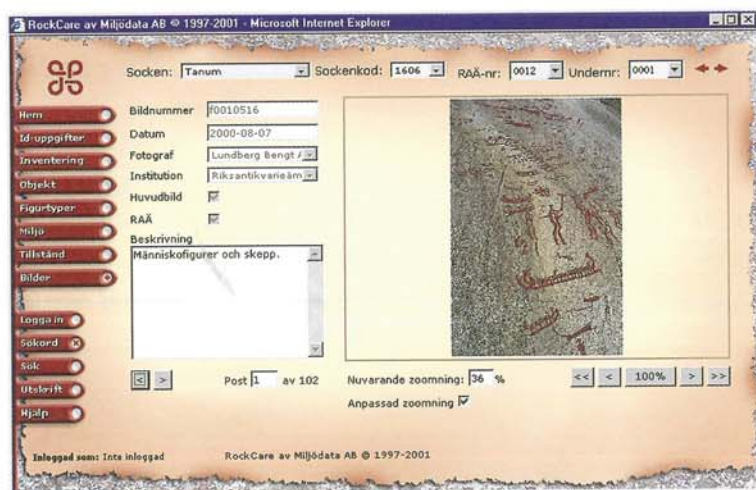 RockCare av Miljödata AB © 1997-2001 - Microsoft Internet Explorer
Socken: Tanum Sockenkod: 1606 RAÄ-nr: 0012 Undernr: 0001
Hem
Id-uppgifter
Inventering
Objekt
Figurtyper
Miljö
Tillstånd
Bilder
Logga in
Sökord
Sök
Utskrift
Hjälp
Bildnummer f0010516
Datum 2000-08-07
Fotograf Lundberg Bengt A
Institution Riksantikvarieäm
Huvudbild
RAÄ
Beskrivning
Människofigurer och skepp.
< > Post 1 av 102
Nuvarande zoomning: 36 % << < 100% > >>
Anpassad zoomning
Inloggad som: Inte inloggad RockCare av Miljödata AB © 1997-2001